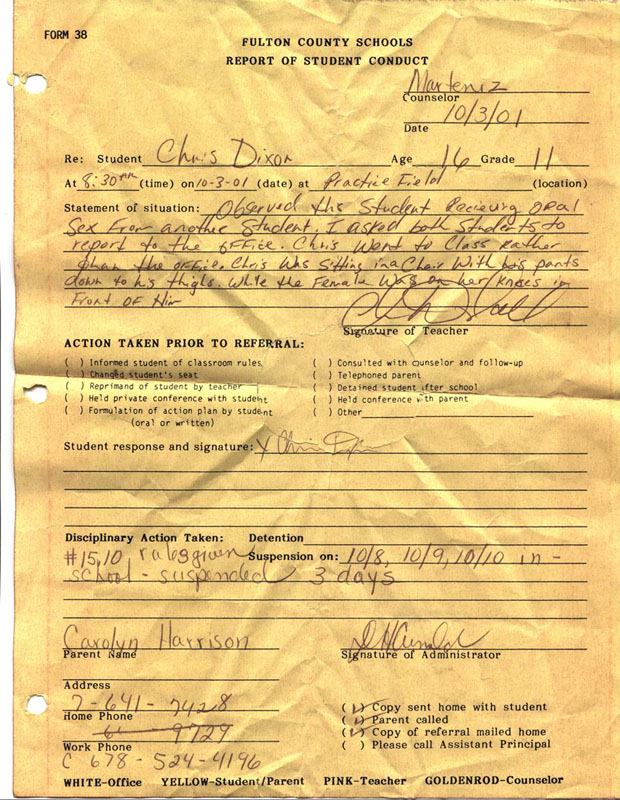 FORM 38
FULTON COUNTY SCHOOLS
REPORT OF STUDENT CONDUCT
Marteniz
Counselor
10/3/01
Date
Re: Student Chris Dixon Age 16 Grade 11
At 8:30 AM (time) on 10-3-01 (date) at Practice Field (location)
Statement of situation: Observed this Student Recieving oral
Sex From another Student. I asked both Students to
report to the office. Chris Went to Class Rather
than the office. Chris Was Sitting in a Chair With his pants
down to his thighs. While the Female Was on her knees in
Front of Him
Signature of Teacher
ACTION TAKEN PRIOR TO REFERRAL:
( ) Informed student of classroom rules
( ) Changed student's seat
( ) Reprimand of student by teacher
( ) Held private conference with student
( ) Formulation of action plan by student
(oral or written)
( ) Consulted with counselor and follow-up
( ) Telephoned parent
( ) Detained student after school
( ) Held conference with parent
( ) Other
Student response and signature: X Chris
Disciplinary Action Taken: Detention
#15,10 rules given Suspension on: 10/8, 10/9, 10/10 in-
school - suspended 3 days
Carolyn Harrison
Parent Name
Signature of Administrator
Address
7-641-7428
Home Phone
9729
Work Phone
C 678-524-4196
(✓) Copy sent home with student
(✓) Parent called
(✓) Copy of referral mailed home
( ) Please call Assistant Principal
WHITE-Office YELLOW-Student/Parent PINK-Teacher GOLDENROD-Counselor